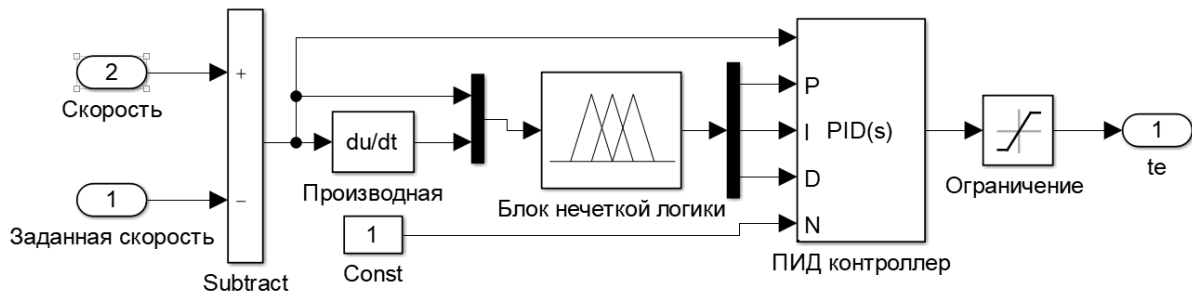 2
Скорость
1
Заданная скорость
+
−
Subtract
du/dt
Производная
1
Const
Блок нечеткой логики
P
I
D
N
PID(s)
ПИД контроллер
Ограничение
1
te